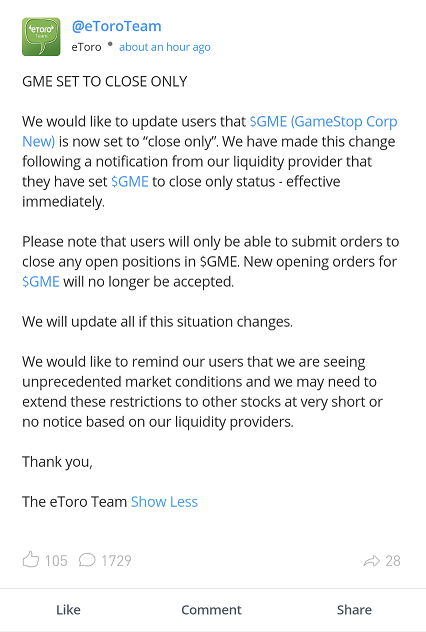 *eToro*
Team
@eToroTeam
eToro • about an hour ago
GME SET TO CLOSE ONLY
We would like to update users that $GME (GameStop Corp
New) is now set to “close only”. We have made this change
following a notification from our liquidity provider that
they have set $GME to close only status - effective
immediately.
Please note that users will only be able to submit orders to
close any open positions in $GME. New opening orders for
$GME will no longer be accepted.
We will update all if this situation changes.
We would like to remind our users that we are seeing
unprecedented market conditions and we may need to
extend these restrictions to other stocks at very short or
no notice based on our liquidity providers.
Thank you,
The eToro Team Show Less
105 1729 28
Like Comment Share